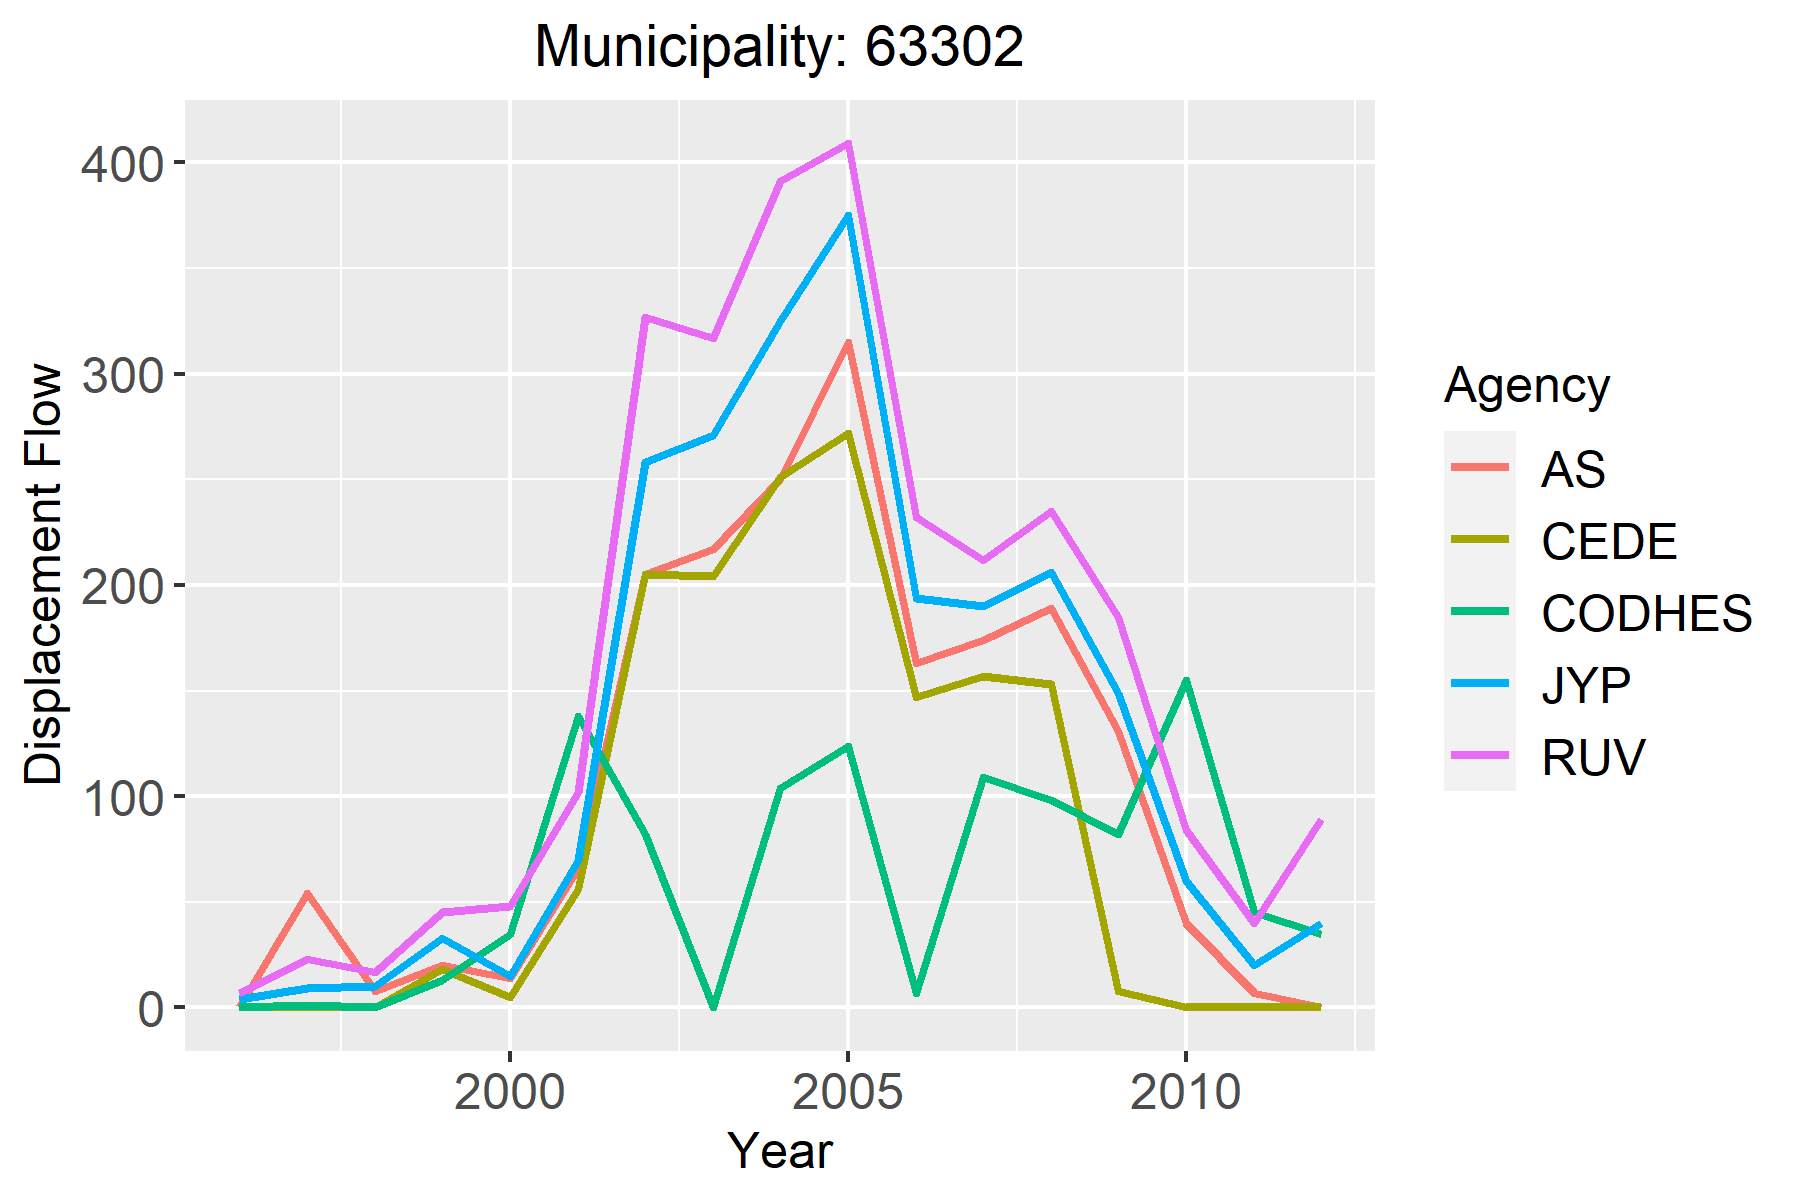 Municipality: 63302
Displacement Flow
400
300
200
100
0
2000
2005
2010
Year
Agency
AS
CEDE
CODHES
JYP
RUV